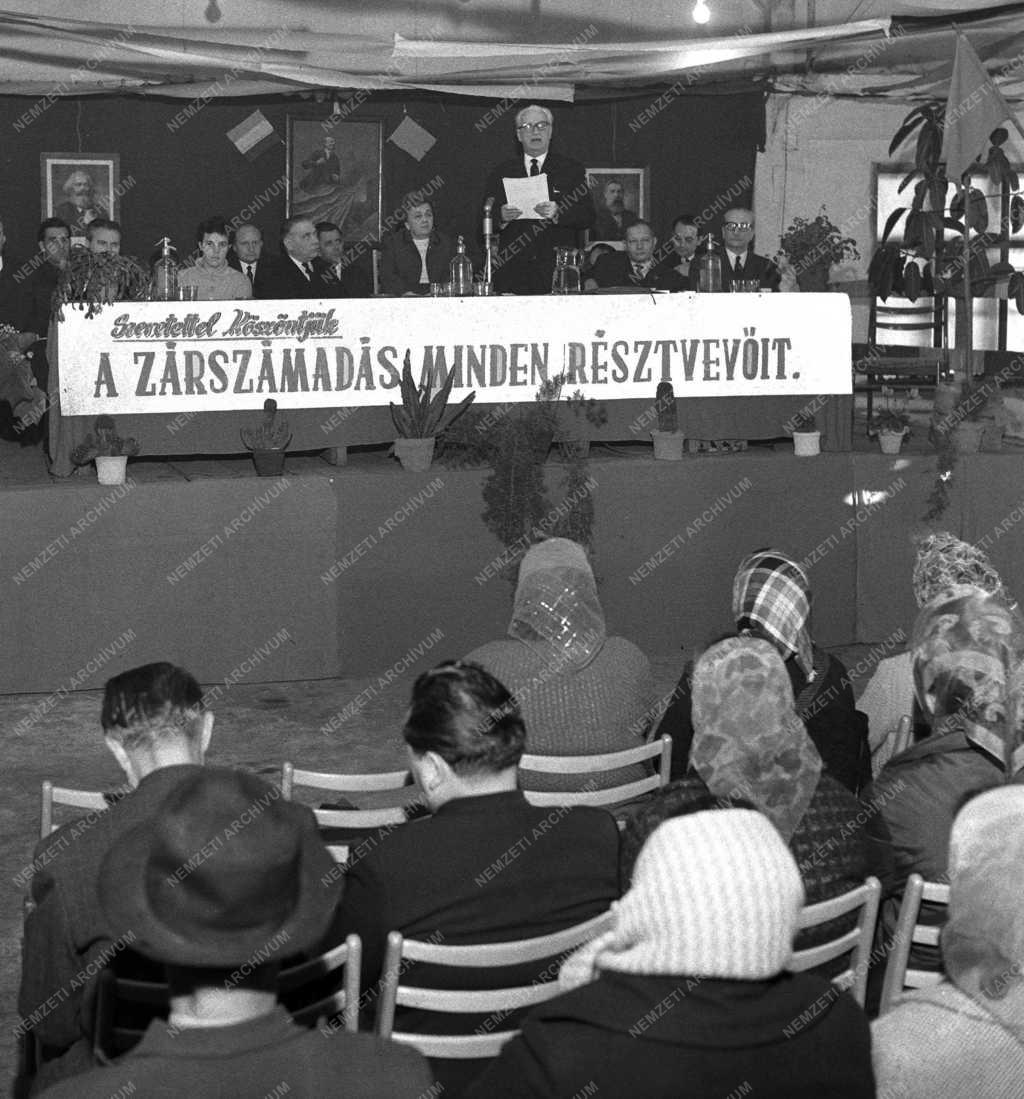 Szeretettel Köszöntjük
A ZÁRSZÁMADÁS MINDEN RÉSZTVEVŐIT.
NEMZETI ARCHÍVUM